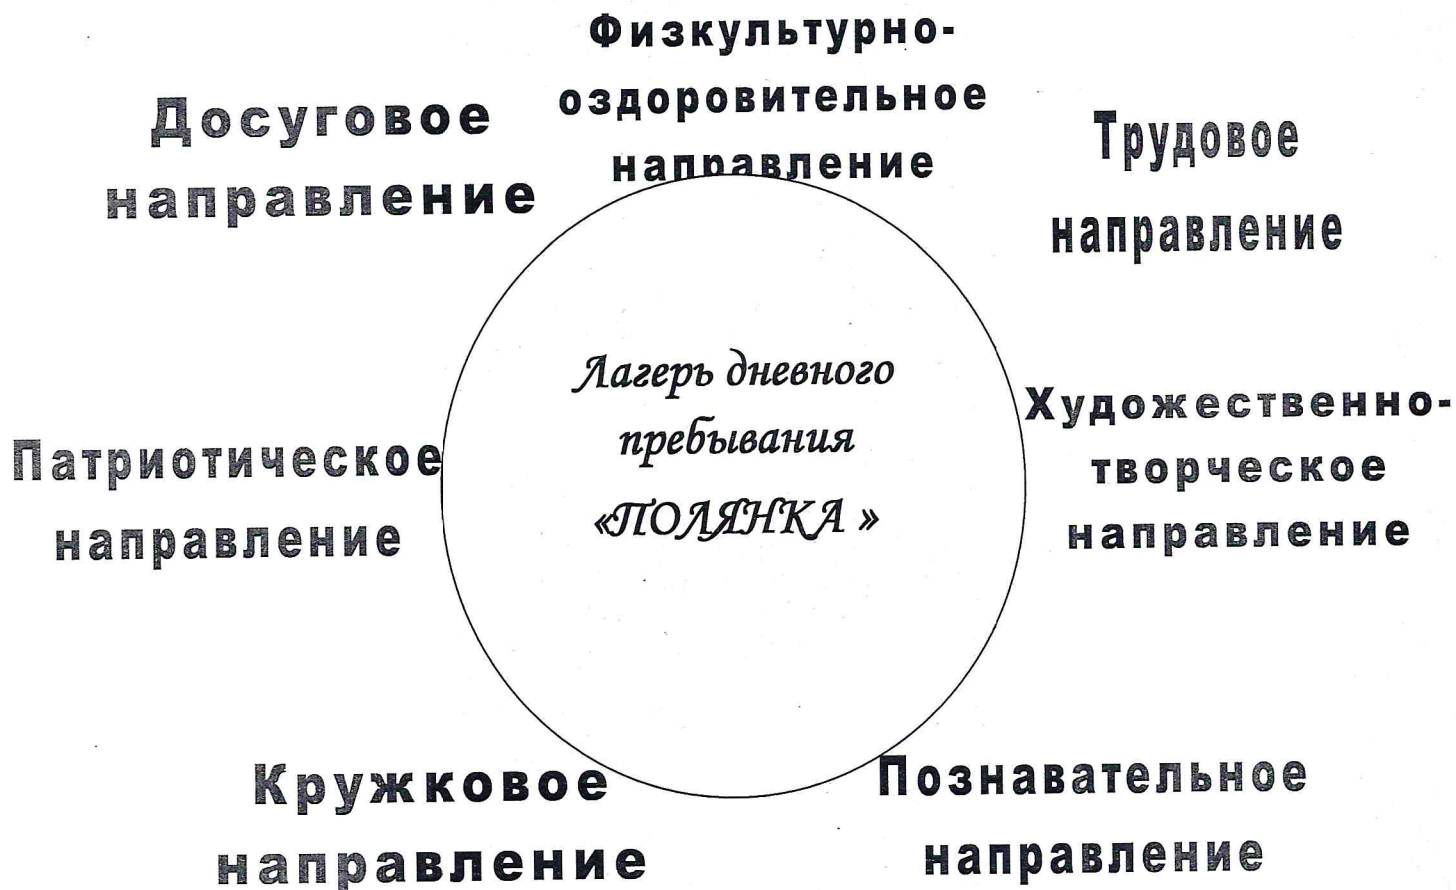 Физкультурно-
оздоровительное
направление
Досуговое
направление
Трудовое
направление
Лагерь дневного
пребывания
«ПОЛЯНКА »
Художественно-
творческое
направление
Патриотическое
направление
Кружковое
направление
Познавательное
направление